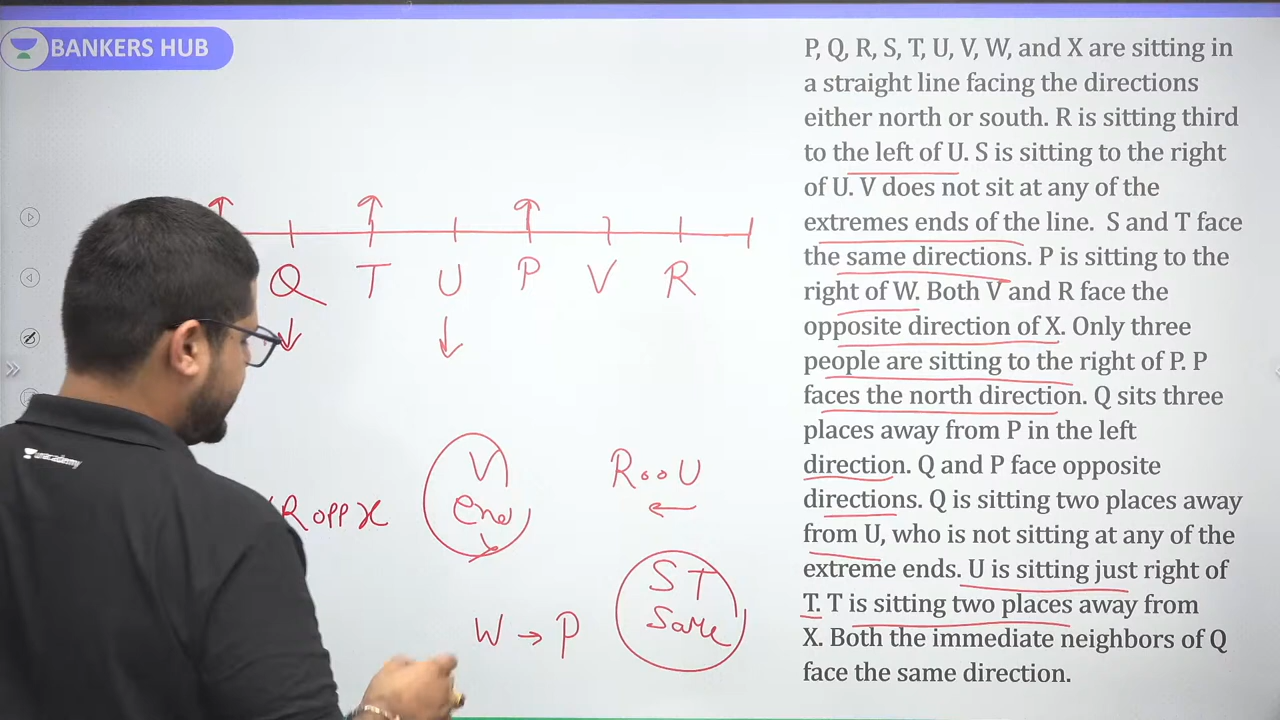 BANKERS HUB
P, Q, R, S, T, U, V, W, and X are sitting in
a straight line facing the directions
either north or south. R is sitting third
to the left of U. S is sitting to the right
of U. V does not sit at any of the
extremes ends of the line. S and T face
the same directions. P is sitting to the
right of W. Both V and R face the
opposite direction of X. Only three
people are sitting to the right of P. P
faces the north direction. Q sits three
places away from P in the left
direction. Q and P face opposite
directions. Q is sitting two places away
from U, who is not sitting at any of the
extreme ends. U is sitting just right of
T. T is sitting two places away from
X. Both the immediate neighbors of Q
face the same direction.
Q T U P V R
V
end
R o o U
R opp X
S T
Same
W → P
unacademy